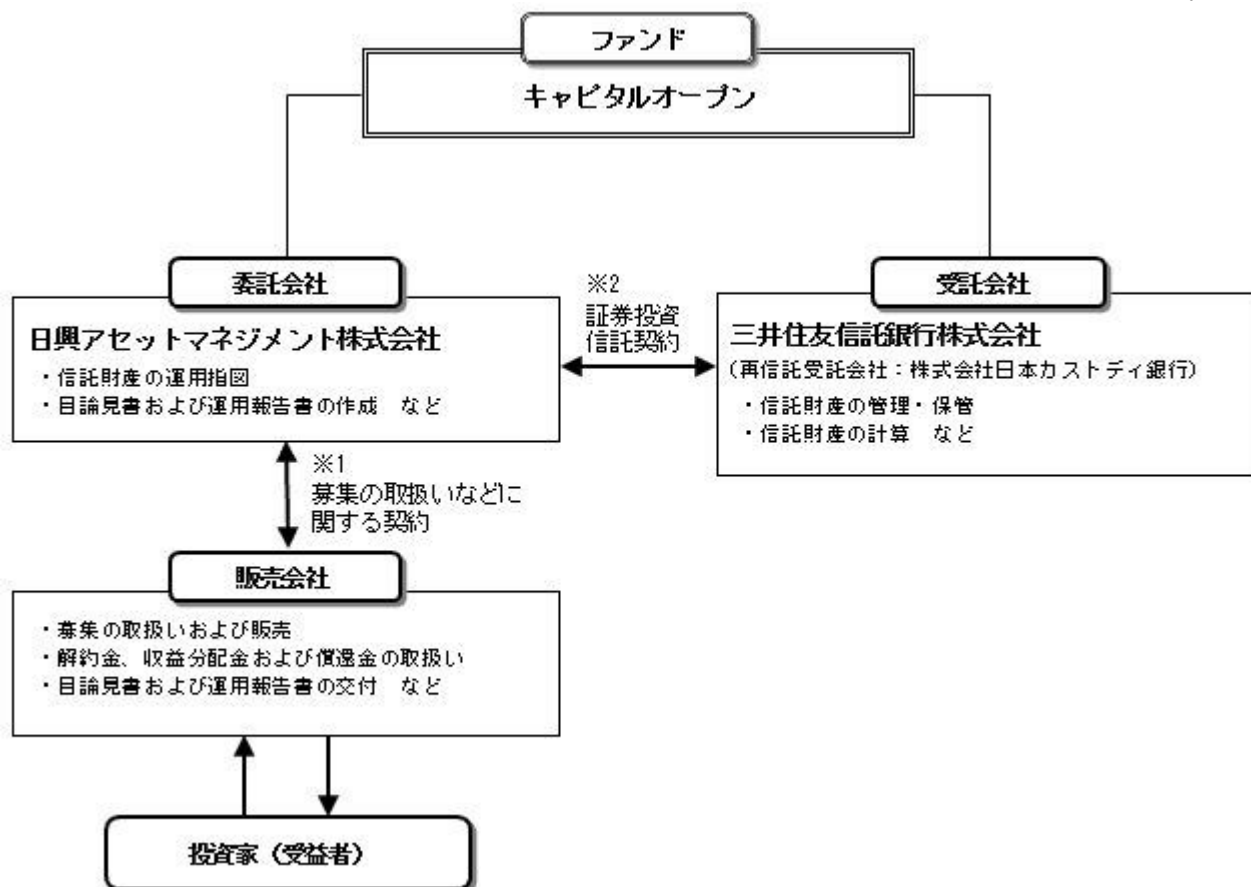 ファンド
キャピタルオープン
委託会社
日興アセットマネジメント株式会社
・信託財産の運用指図
・目論見書および運用報告書の作成 など
※2
証券投資
信託契約
受託会社
三井住友信託銀行株式会社
(再信託受託会社：株式会社日本カストディ銀行)
・信託財産の管理・保管
・信託財産の計算 など
※1
募集の取扱いなどに
関する契約
販売会社
・募集の取扱いおよび販売
・解約金、収益分配金および償還金の取扱い
・目論見書および運用報告書の交付 など
投資家（受益者）